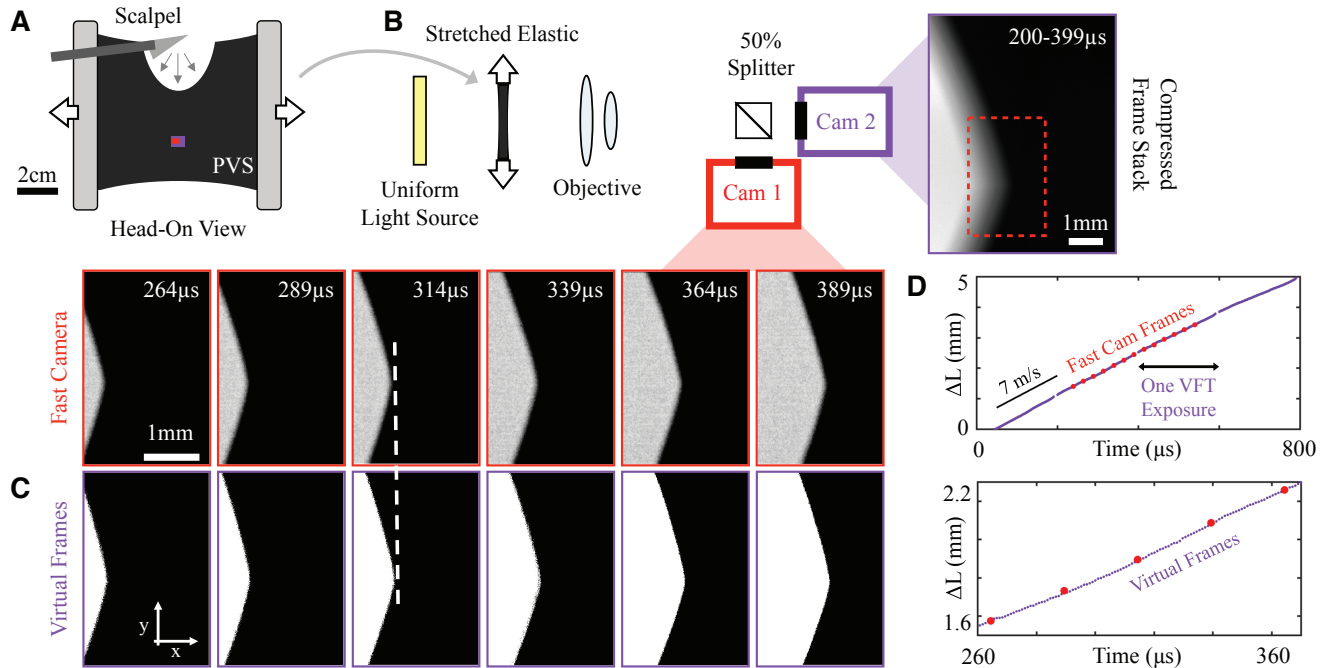 A
Scalpel
PVS
2cm
Head-On View
B
Stretched Elastic
Uniform
Light Source
Objective
50%
Splitter
Cam 2
Cam 1
200-399µs
1mm
Compressed
Frame Stack
Fast Camera
264µs
289µs
314µs
339µs
364µs
389µs
1mm
C
Virtual Frames
y
x
D
5
ΔL (mm)
0
7 m/s
Fast Cam Frames
One VFT
Exposure
0
Time (µs)
800
2.2
ΔL (mm)
1.6
Virtual Frames
260
Time (µs)
360